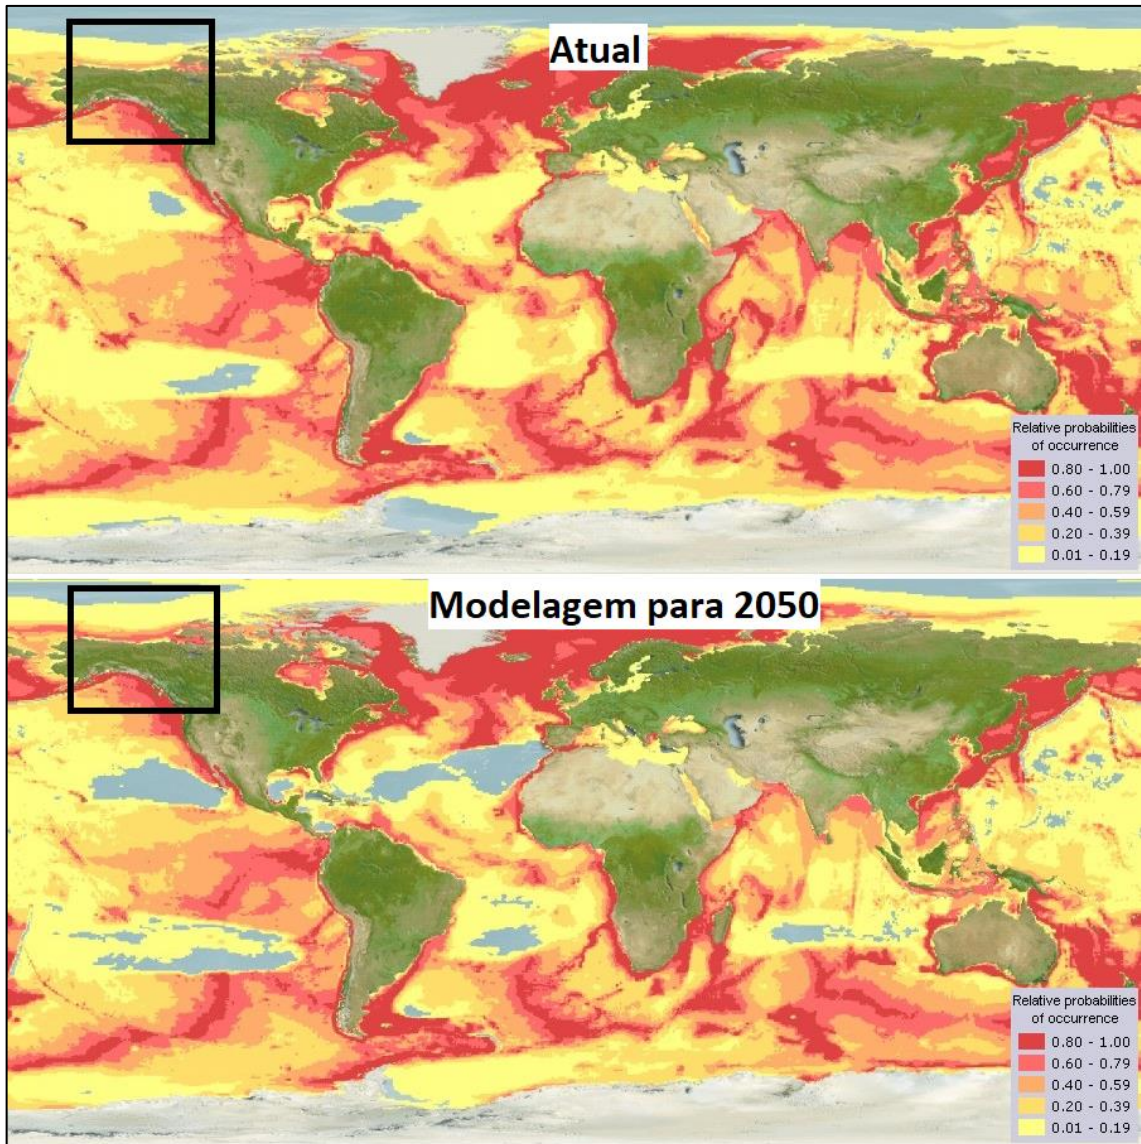 Atual
Relative probabilities
of occurrence
0.80 - 1.00
0.60 - 0.79
0.40 - 0.59
0.20 - 0.39
0.01 - 0.19
Modelagem para 2050
Relative probabilities
of occurrence
0.80 - 1.00
0.60 - 0.79
0.40 - 0.59
0.20 - 0.39
0.01 - 0.19